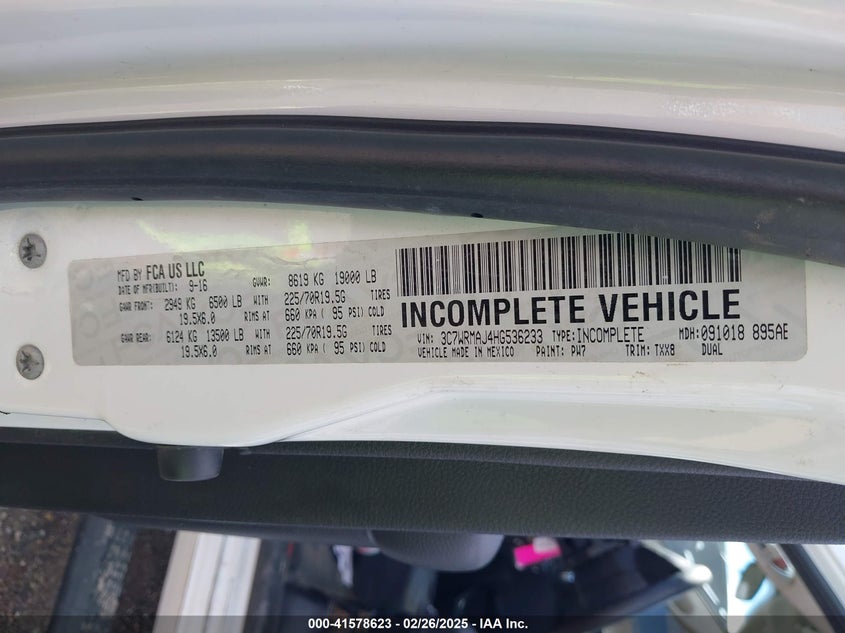 MFD BY FCA US LLC
DATE OF MFR(BUILT): 9-16 GVWR: 8619 KG 19000 LB
GAWR FRONT: 2949 KG 6500 LB WITH 225/70R19.5G TIRES
19.5X6.0 RIMS AT 660 KPA ( 95 PSI) COLD
GAWR REAR: 6124 KG 13500 LB WITH 225/70R19.5G TIRES
19.5X6.0 RIMS AT 660 KPA ( 95 PSI) COLD
INCOMPLETE VEHICLE
VIN: 3C7WRMAJ4HG536233 TYPE: INCOMPLETE MDH: 091018 895AE
VEHICLE MADE IN MEXICO PAINT: PW7 TRIM: TXX8 DUAL
000-41578623 - 02/26/2025 - IAA Inc.